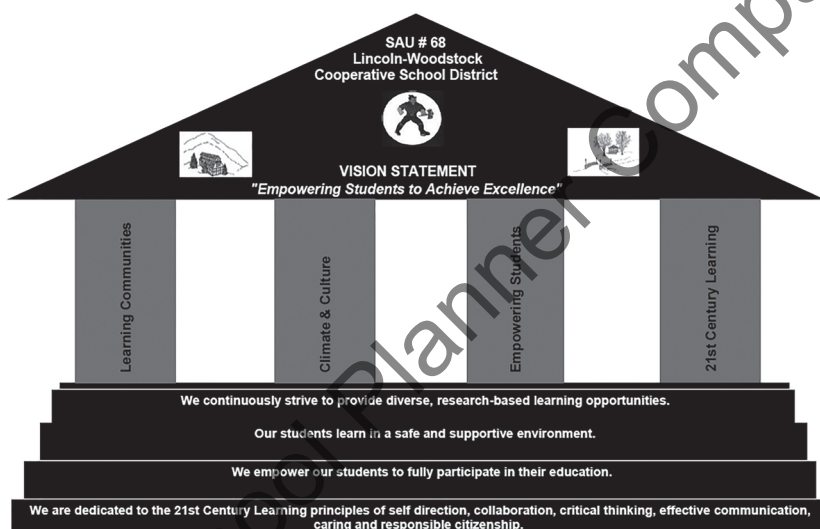 SAU # 68
Lincoln-Woodstock
Cooperative School District
VISION STATEMENT
"Empowering Students to Achieve Excellence"
Learning Communities
Climate & Culture
Empowering Students
21st Century Learning
We continuously strive to provide diverse, research-based learning opportunities.
Our students learn in a safe and supportive environment.
We empower our students to fully participate in their education.
We are dedicated to the 21st Century Learning principles of self direction, collaboration, critical thinking, effective communication,
caring and responsible citizenship.
ool Planner Compa